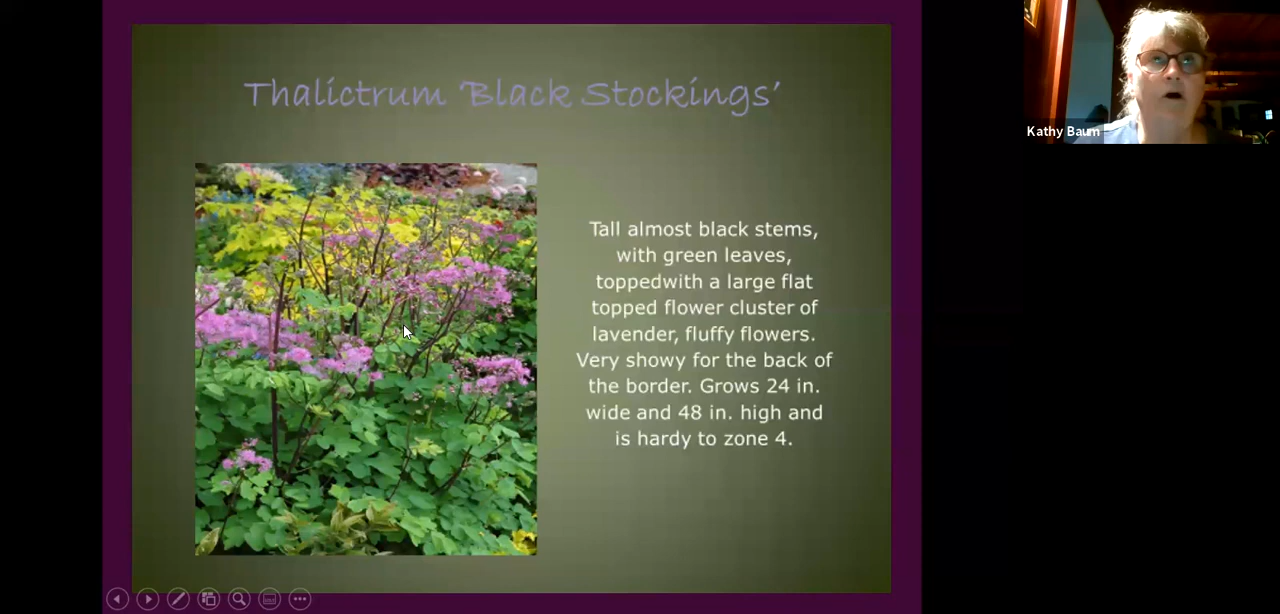 Thalictrum 'Black Stockings'
Kathy Baum
Tall almost black stems,
with green leaves,
toppedwith a large flat
topped flower cluster of
lavender, fluffy flowers.
Very showy for the back of
the border. Grows 24 in.
wide and 48 in. high and
is hardy to zone 4.